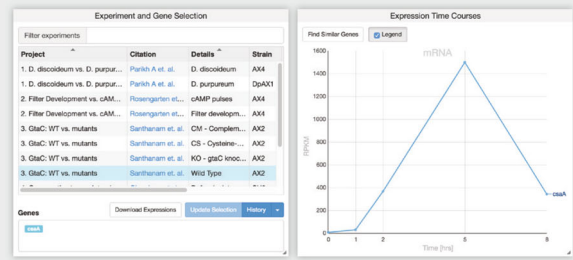 Experiment and Gene Selection
Filter experiments
Project Citation Details Strain
1. D. discoideum vs. D. purpur... Parikh A et. al. D. discoideum AX4
1. D. discoideum vs. D. purpur... Parikh A et. al. D. purpureum DpAX1
2. Filter Development vs. cAM... Rosengarten et... cAMP pulses AX4
2. Filter Development vs. cAM... Rosengarten et... Filter developm... AX4
3. GtaC: WT vs. mutants Santhanam et. al. CM - Complem... AX2
3. GtaC: WT vs. mutants Santhanam et. al. CS - Cysteine-... AX2
3. GtaC: WT vs. mutants Santhanam et. al. KO - gtaC knoc... AX2
3. GtaC: WT vs. mutants Santhanam et. al. Wild Type AX2
Genes Download Expressions Update Selection History
csaA
Expression Time Courses
Find Similar Genes Legend
mRNA
1600
1400
1200
1000
800
600
400
200
0
RPKM
csaA
0 1 2 5 8
Time [hrs]